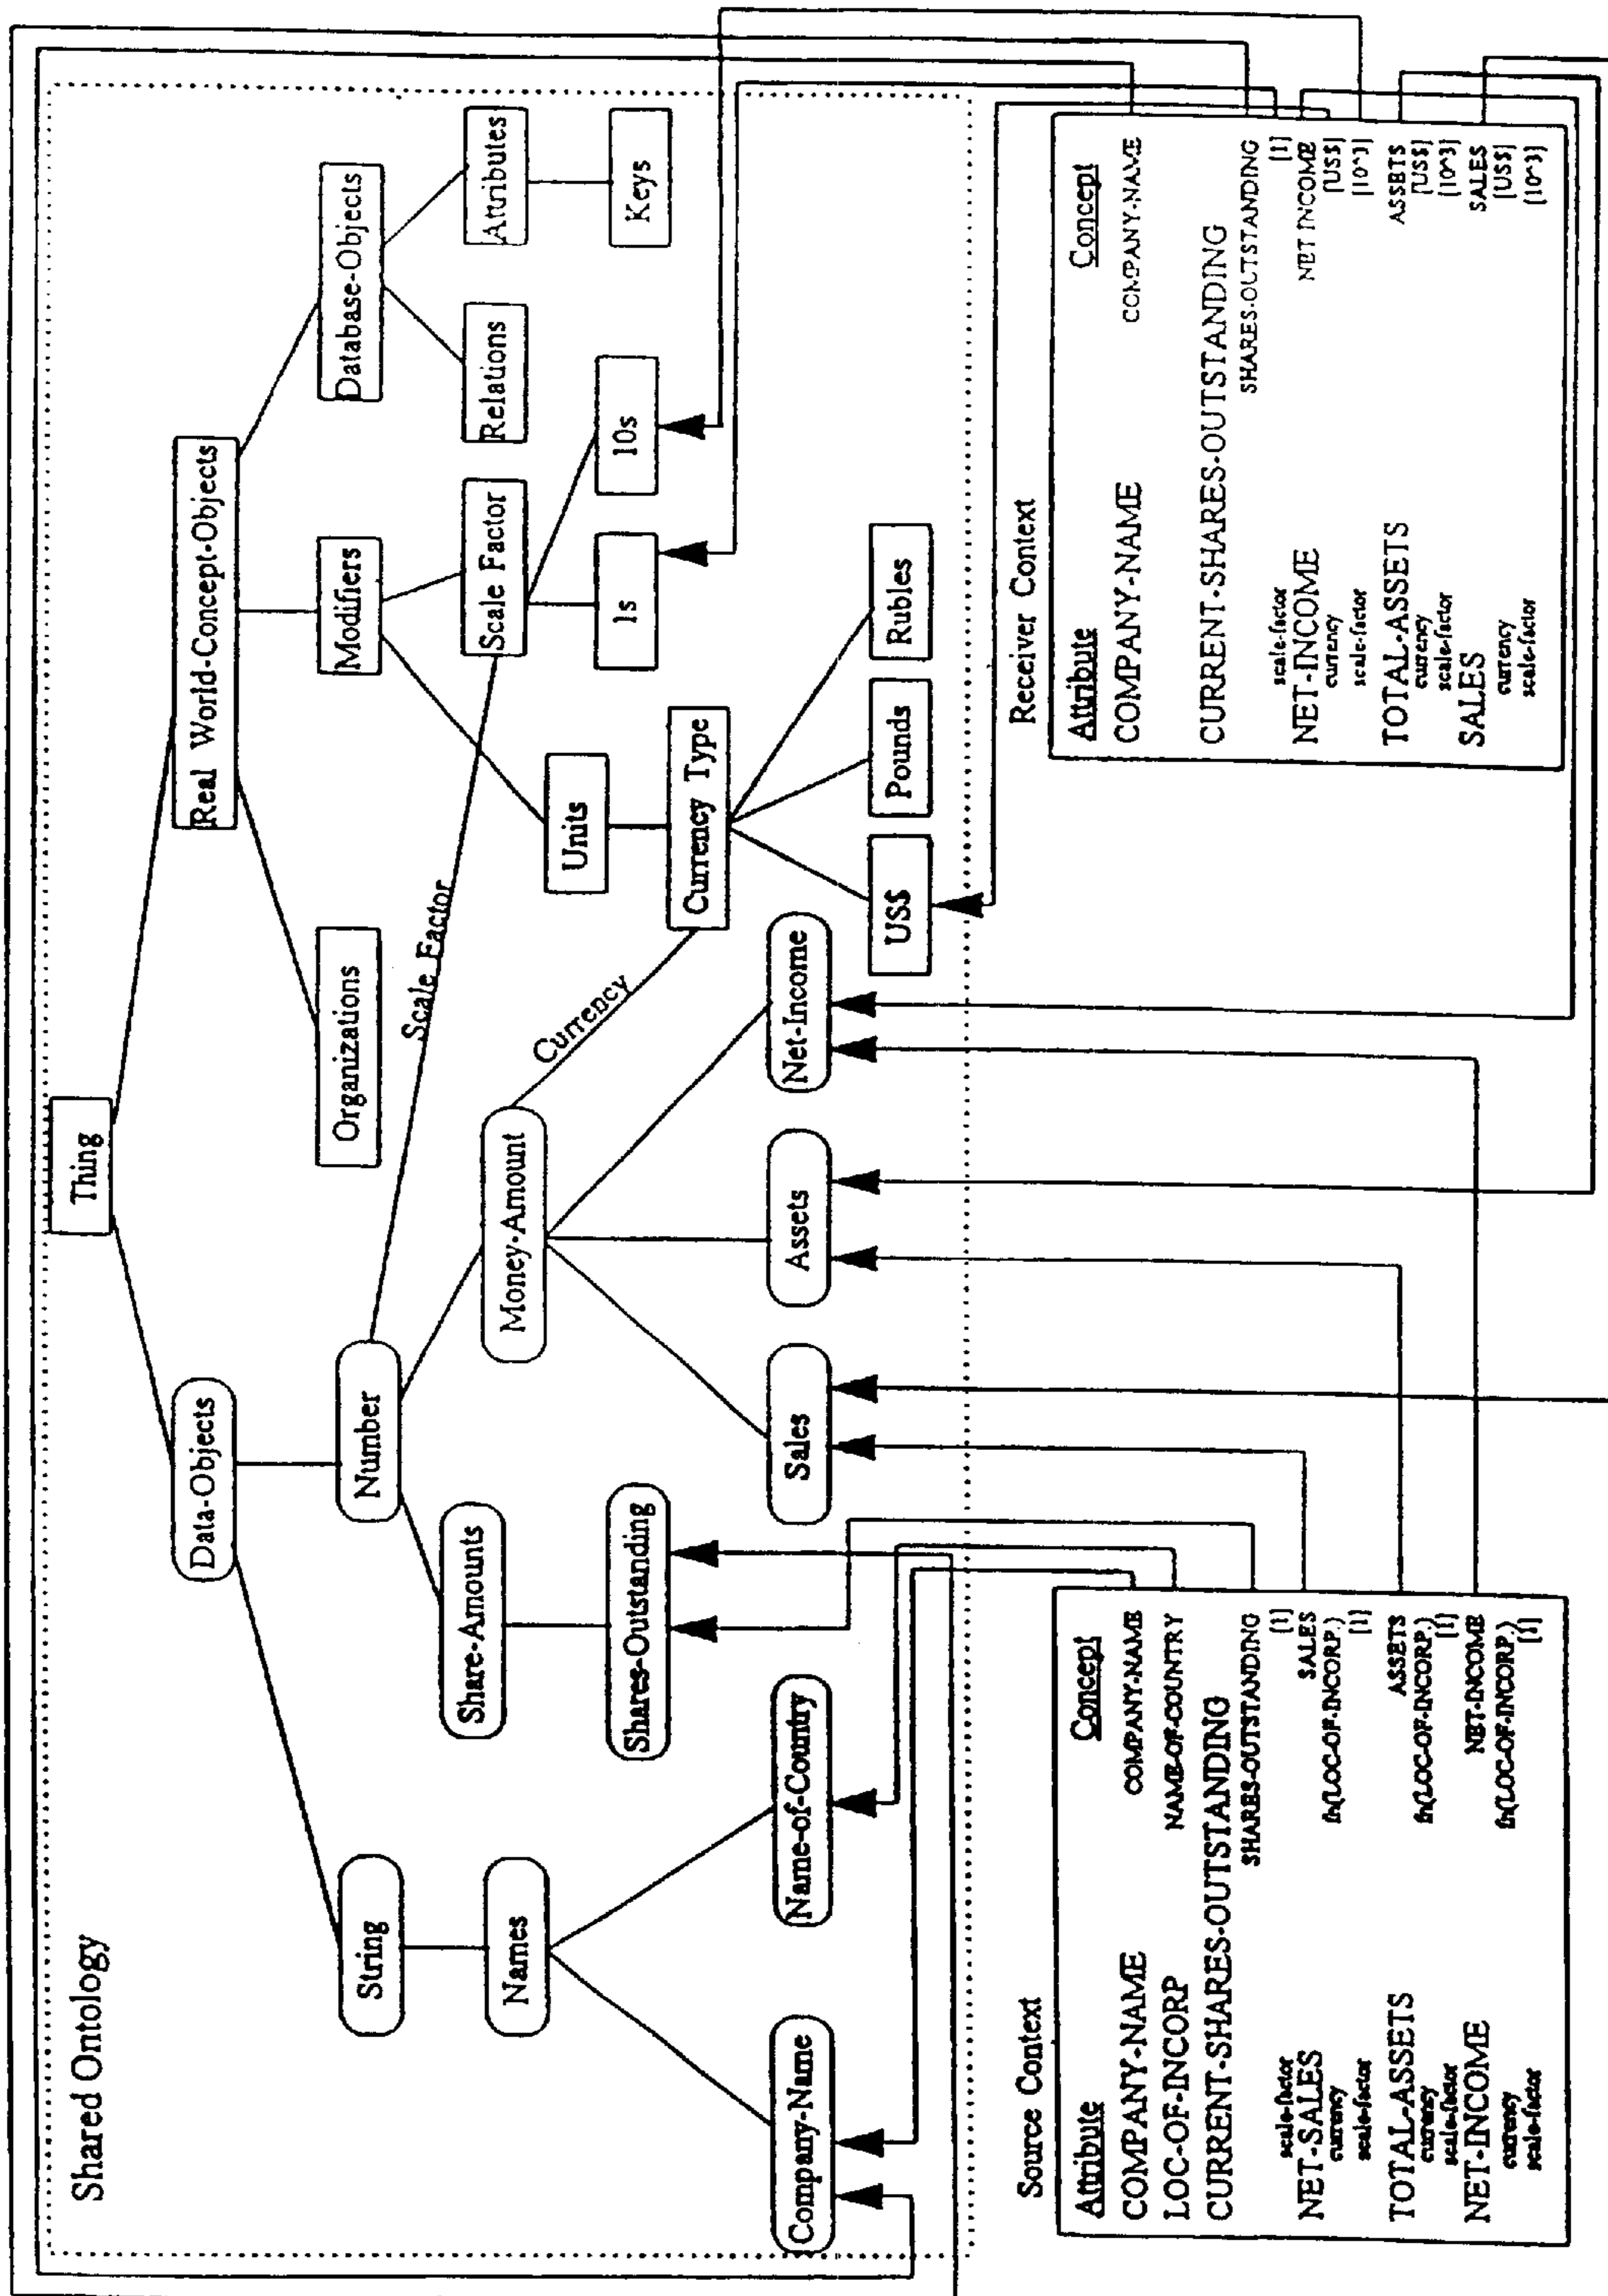 Shared Ontology
Thing
Data-Objects
Real World-Concept-Objects
String
Number
Organizations
Modifiers
Database-Objects
Scale Factor
Names
Share-Amounts
Money-Amount
Currency
Units
Scale Factor
Relations
Attributes
Shares-Outstanding
Currency Type
1s
10s
Keys
Company-Name
Name-of-Country
Sales
Assets
Net-Income
US$
Pounds
Rubles
Source Context
Attribute Concept
COMPANY-NAME COMPANY-NAME
LOC-OF-INCORP NAME-OF-COUNTRY
CURRENT-SHARES-OUTSTANDING
SHARES-OUTSTANDING
scale-factor [1]
NET-SALES SALES
currency fn(LOC-OF-INCORP.)
scale-factor [1]
TOTAL-ASSETS ASSETS
currency fn(LOC-OF-INCORP.)
scale-factor [1]
NET-INCOME NET-INCOME
currency fn(LOC-OF-INCORP.)
scale-factor [1]
Receiver Context
Attribute Concept
COMPANY-NAME COMPANY-NAME
CURRENT-SHARES-OUTSTANDING
SHARES-OUTSTANDING
scale-factor [1]
NET-INCOME NET INCOME
currency [US$]
scale-factor [10^3]
TOTAL-ASSETS ASSETS
currency [US$]
scale-factor [10^3]
SALES SALES
currency [US$]
scale-factor [10^3]